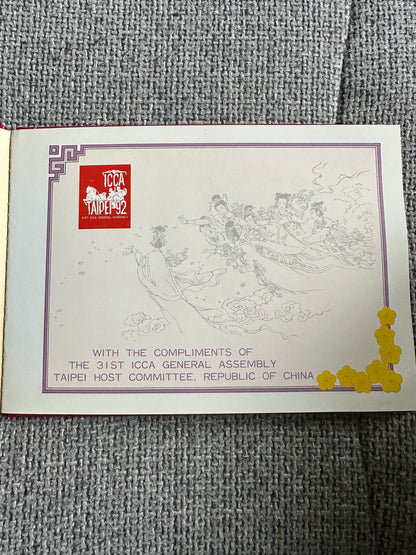 ICCA
TAIPEI '92
31ST ICCA GENERAL ASSEMBLY
WITH THE COMPLIMENTS OF
THE 31ST ICCA GENERAL ASSEMBLY
TAIPEI HOST COMMITTEE, REPUBLIC OF CHINA